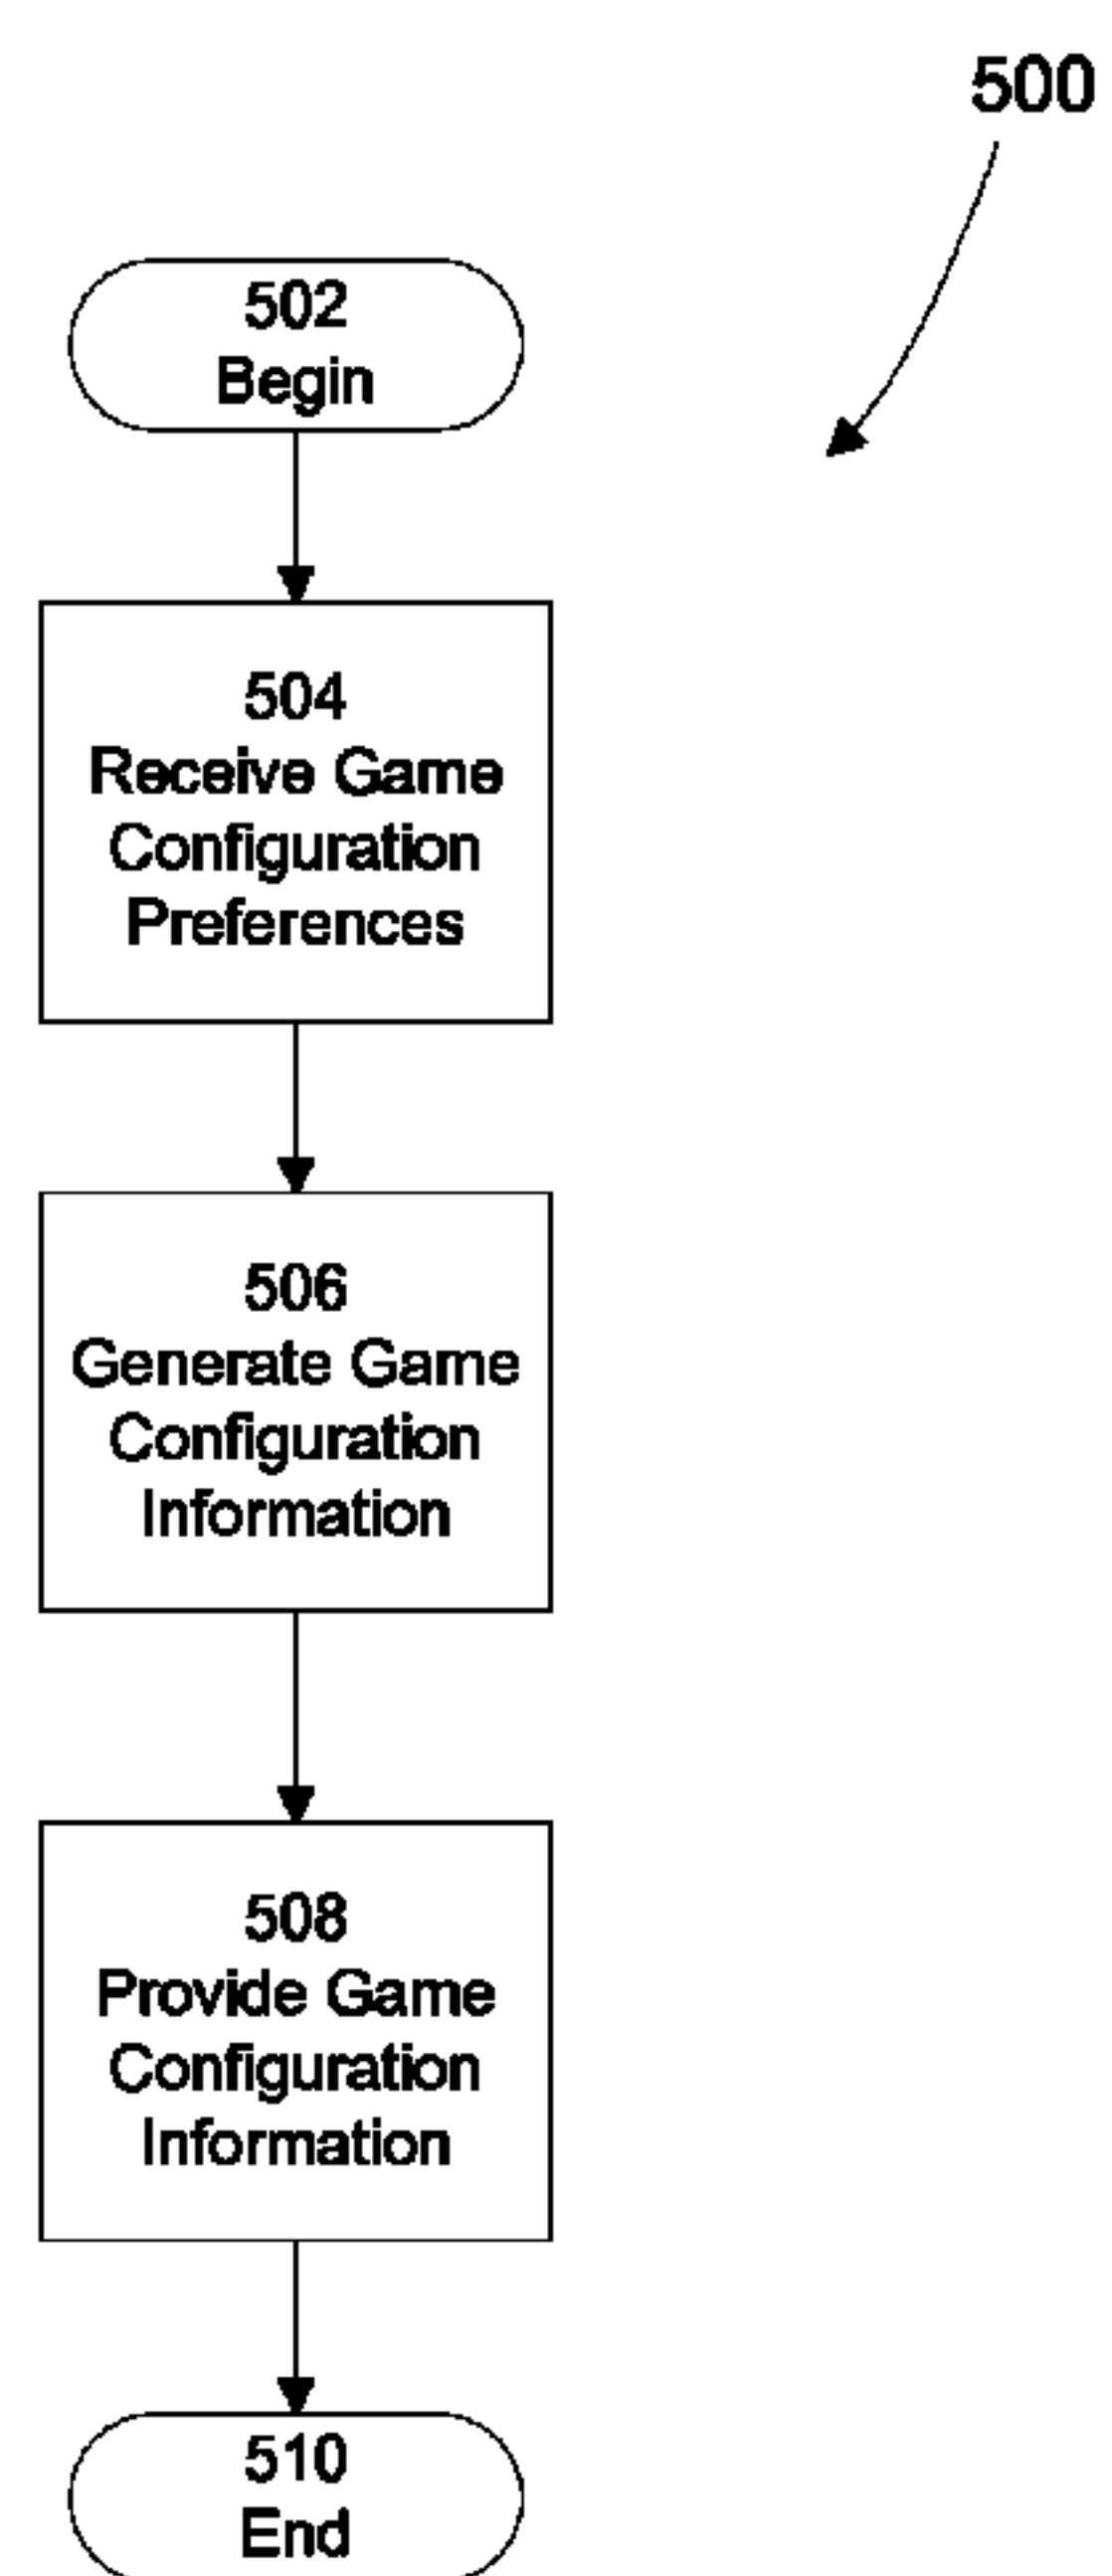 500
502
Begin
504
Receive Game
Configuration
Preferences
506
Generate Game
Configuration
Information
508
Provide Game
Configuration
Information
510
End